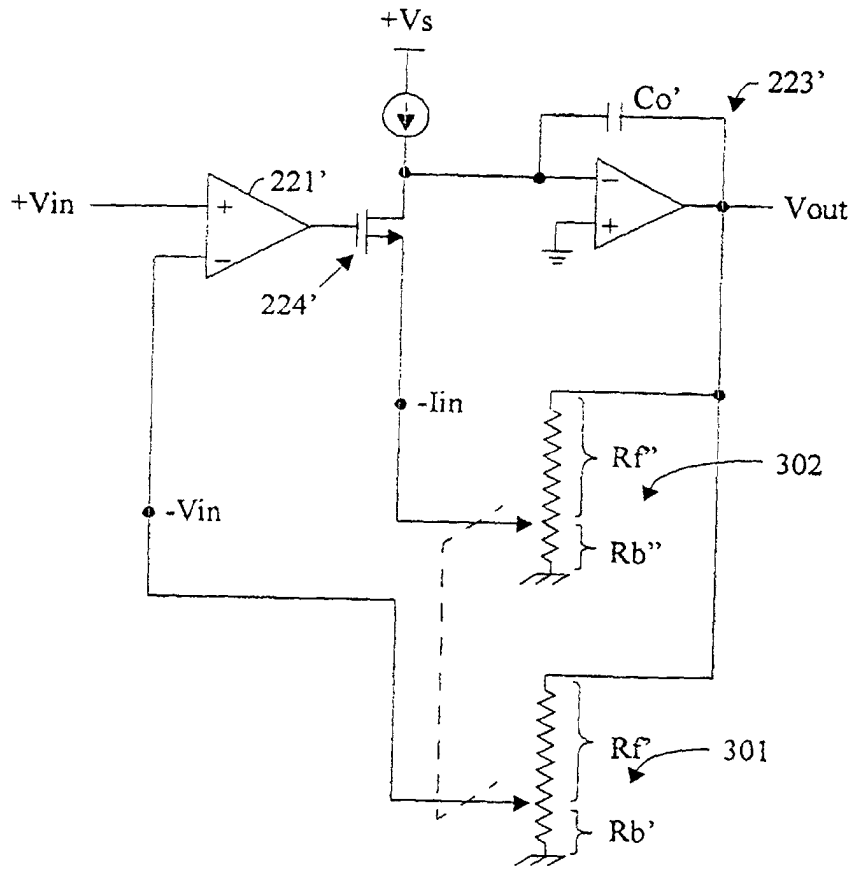 +Vs
223'
Co'
221'
+Vin
+
-
-
+
Vout
224'
-Iin
Rf"
302
-Vin
Rb"
Rf'
301
Rb'